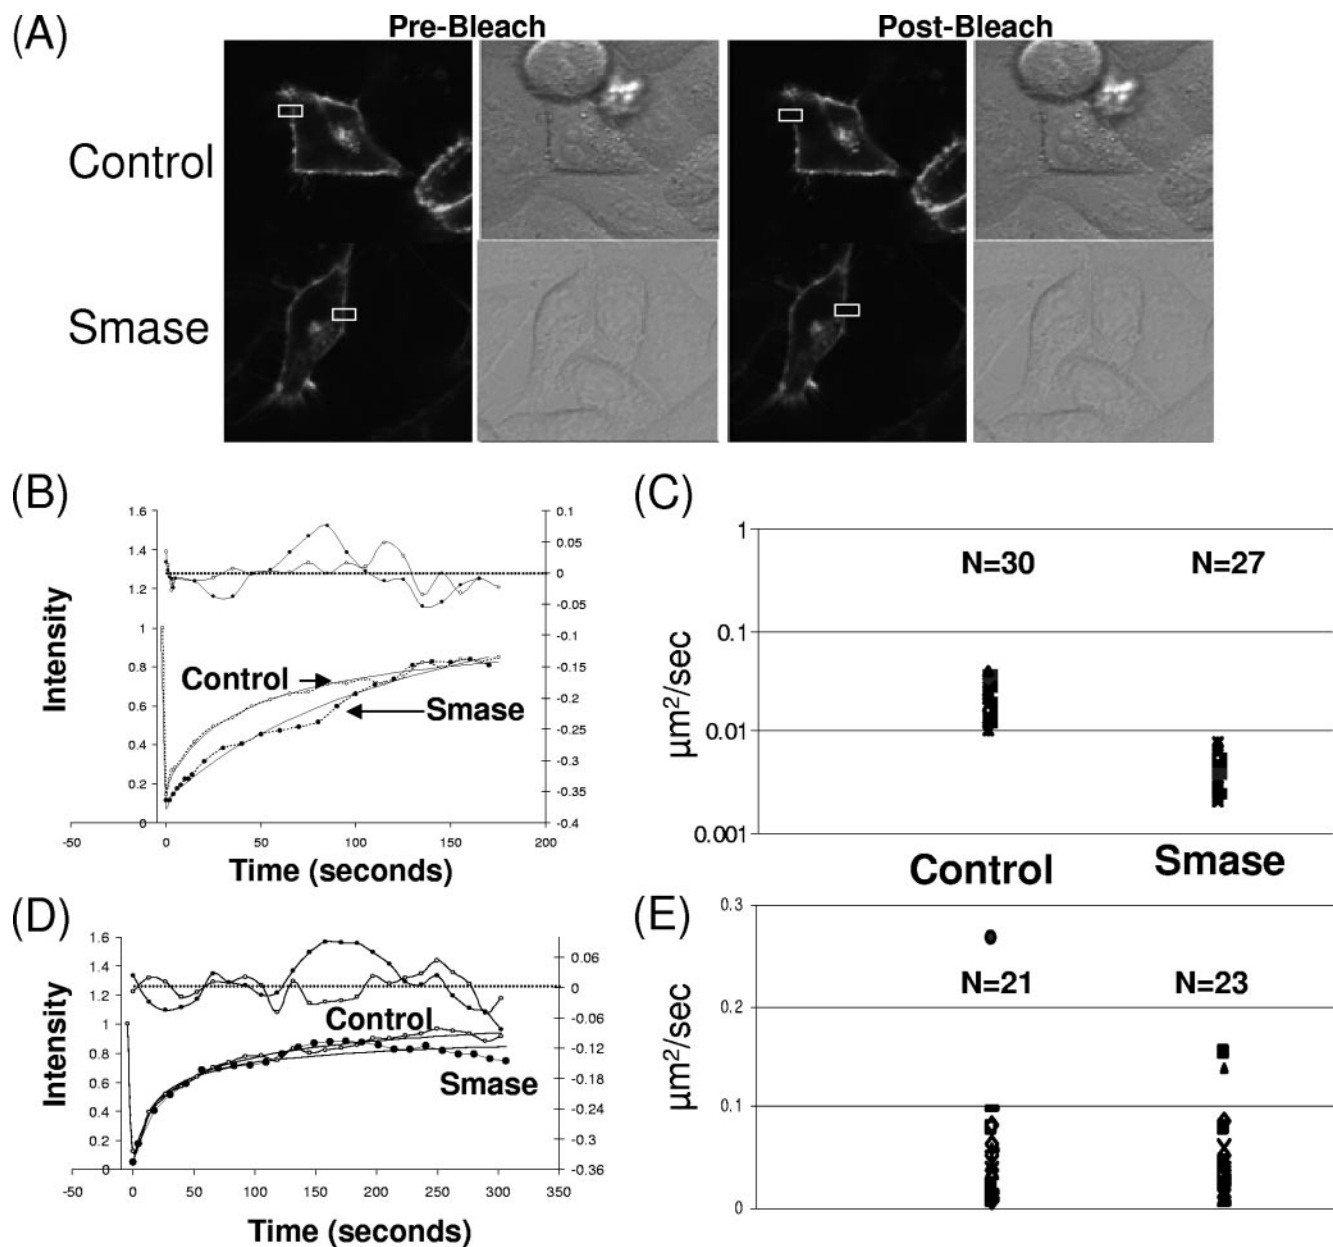 (A)
Pre-Bleach Post-Bleach
Control
Smase
(B)
1.6
1.4
1.2
1
0.8
0.6
0.4
0.2
0
0.1
0.05
0
-0.05
-0.1
-0.15
-0.2
-0.25
-0.3
-0.35
-0.4
Intensity
Control
Smase
-50 0 50 100 150 200
Time (seconds)
(C)
1
0.1
0.01
0.001
µm²/sec
N=30 N=27
Control Smase
(D)
1.6
1.4
1.2
1
0.8
0.6
0.4
0.2
0
0.06
0
-0.06
-0.12
-0.18
-0.24
-0.3
-0.36
Intensity
Control
Smase
-50 0 50 100 150 200 250 300 350
Time (seconds)
(E)
0.3
0.2
0.1
0
µm²/sec
N=21 N=23